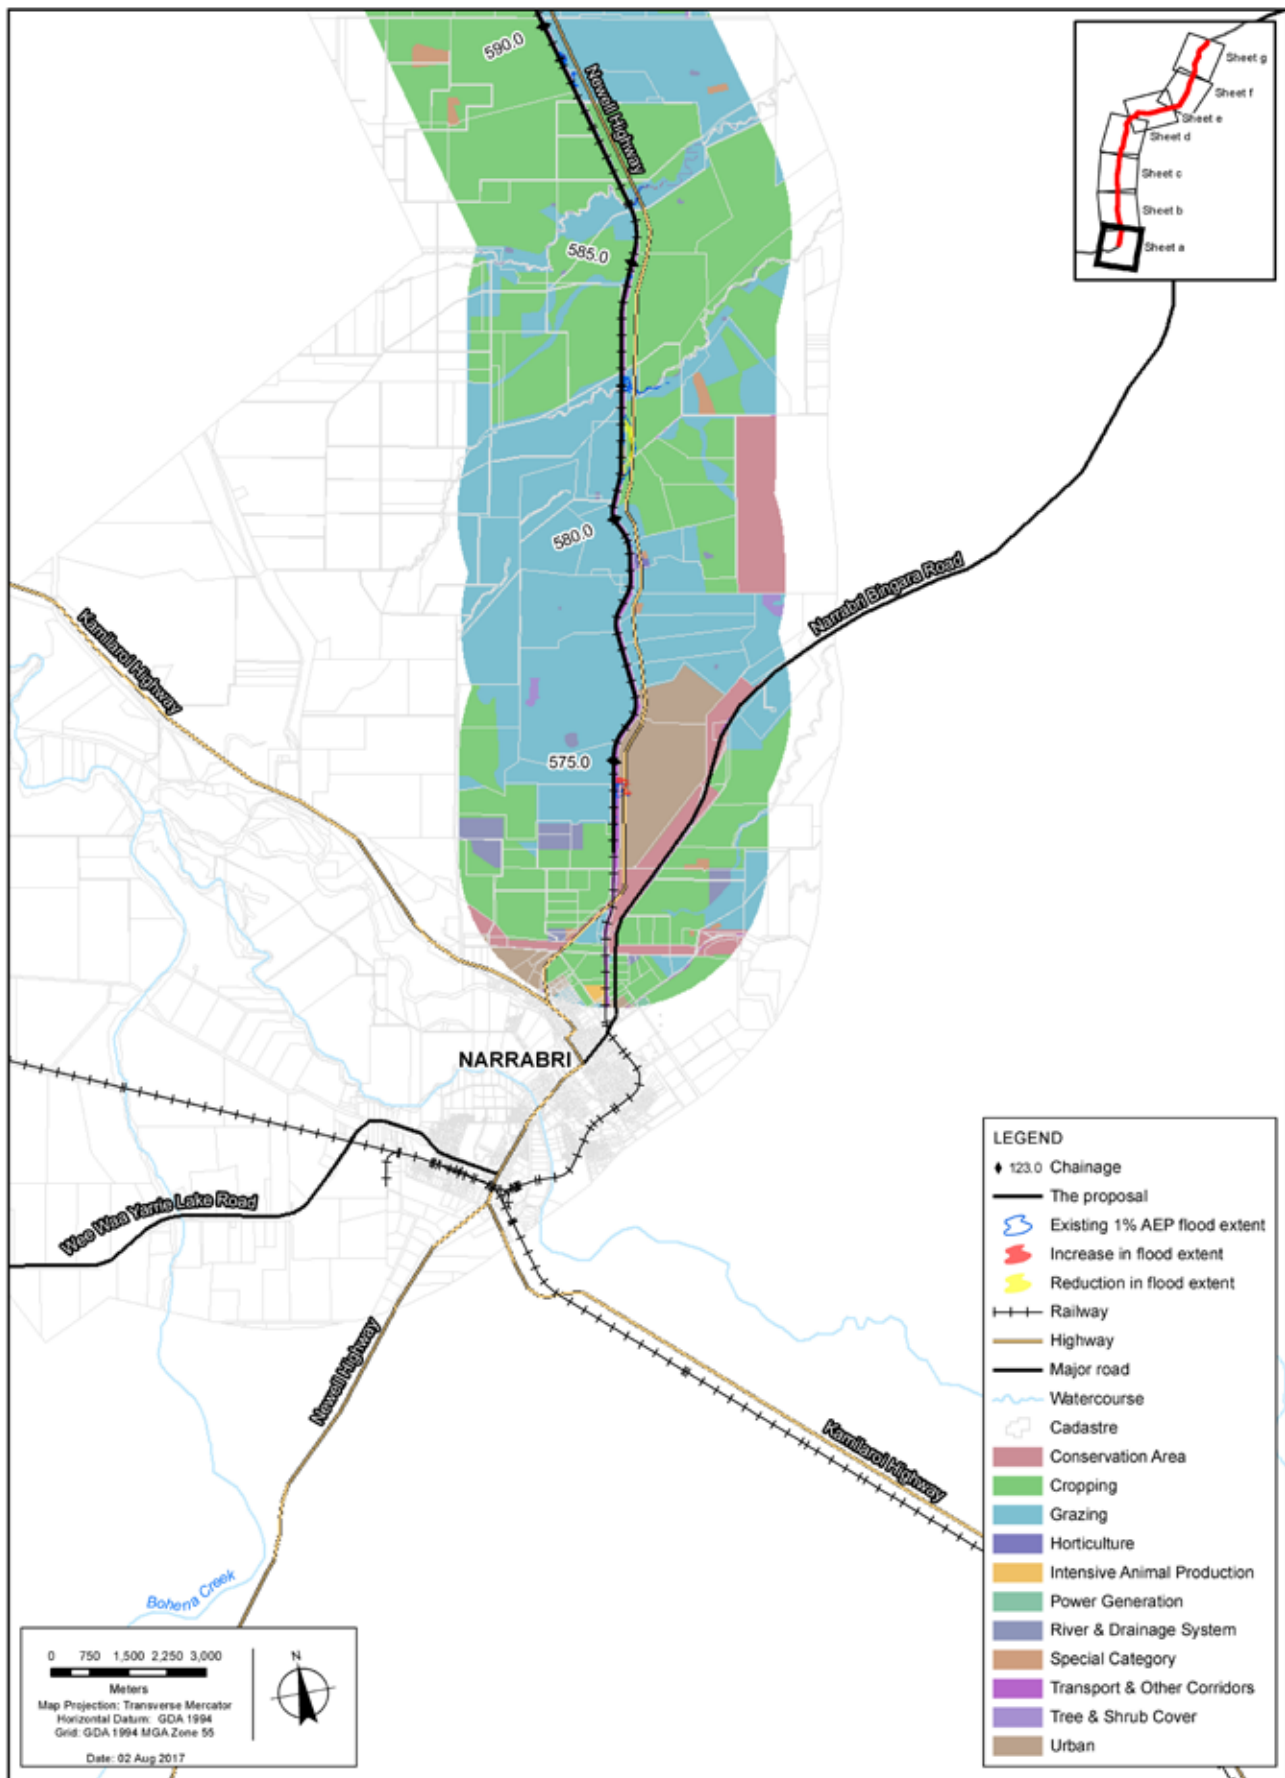 590.0
Newell Highway
585.0
580.0
575.0
Sheet g
Sheet f
Sheet e
Sheet d
Sheet c
Sheet b
Sheet a
Narrabri Bingara Road
Kamilaroi Highway
NARRABRI
Wee Waa Yarrie Lake Road
Newell Highway
Kamilaroi Highway
Bohena Creek
LEGEND
123.0 Chainage
The proposal
Existing 1% AEP flood extent
Increase in flood extent
Reduction in flood extent
Railway
Highway
Major road
Watercourse
Cadastre
Conservation Area
Cropping
Grazing
Horticulture
Intensive Animal Production
Power Generation
River & Drainage System
Special Category
Transport & Other Corridors
Tree & Shrub Cover
Urban
0 750 1,500 2,250 3,000
Meters
Map Projection: Transverse Mercator
Horizontal Datum: GDA 1994
Grid: GDA 1994 MGA Zone 55
Date: 02 Aug 2017
N